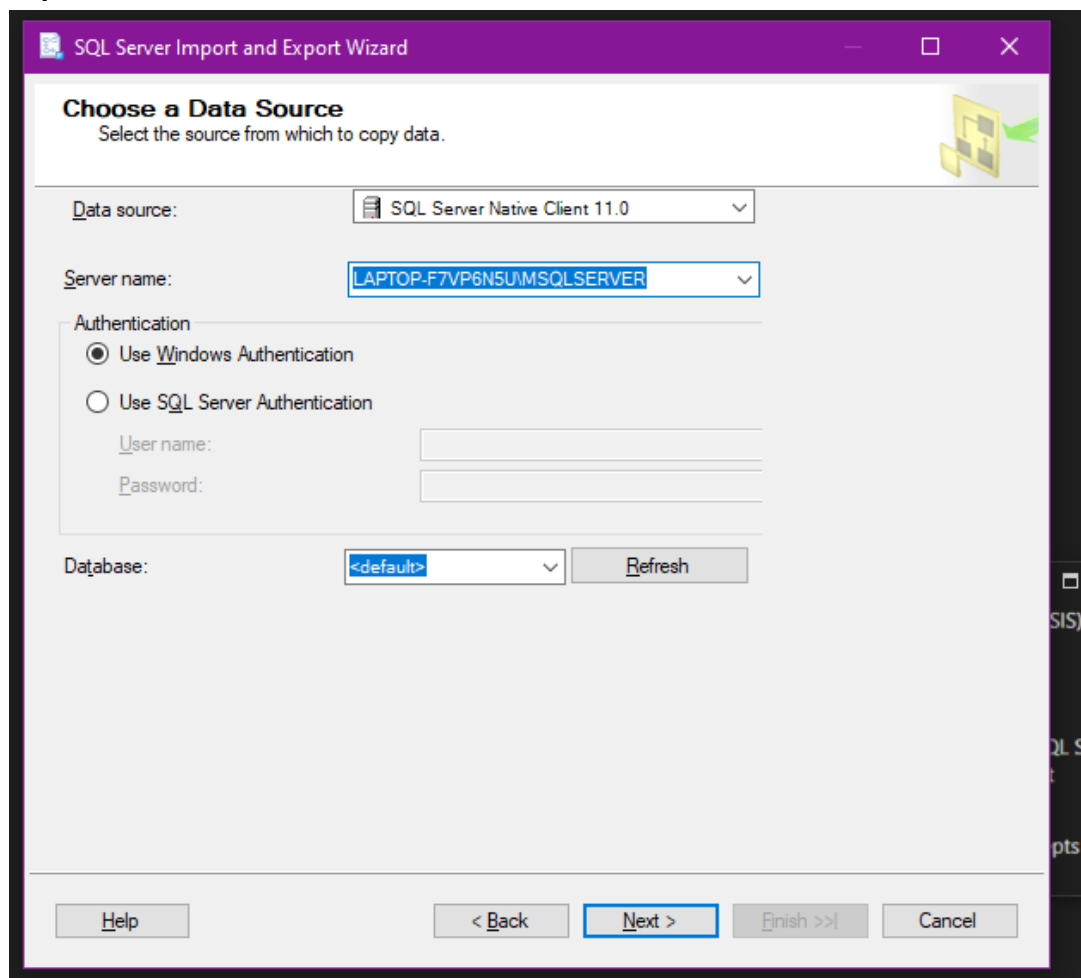 SQL Server Import and Export Wizard
Choose a Data Source
Select the source from which to copy data.
Data source:
SQL Server Native Client 11.0
Server name:
LAPTOP-F7VP6N5U\MSQLSERVER
Authentication
Use Windows Authentication
Use SQL Server Authentication
User name:
Password:
Database:
<default>
Refresh
SIS)
QL S
t
pts
Help
< Back
Next >
Finish >>|
Cancel